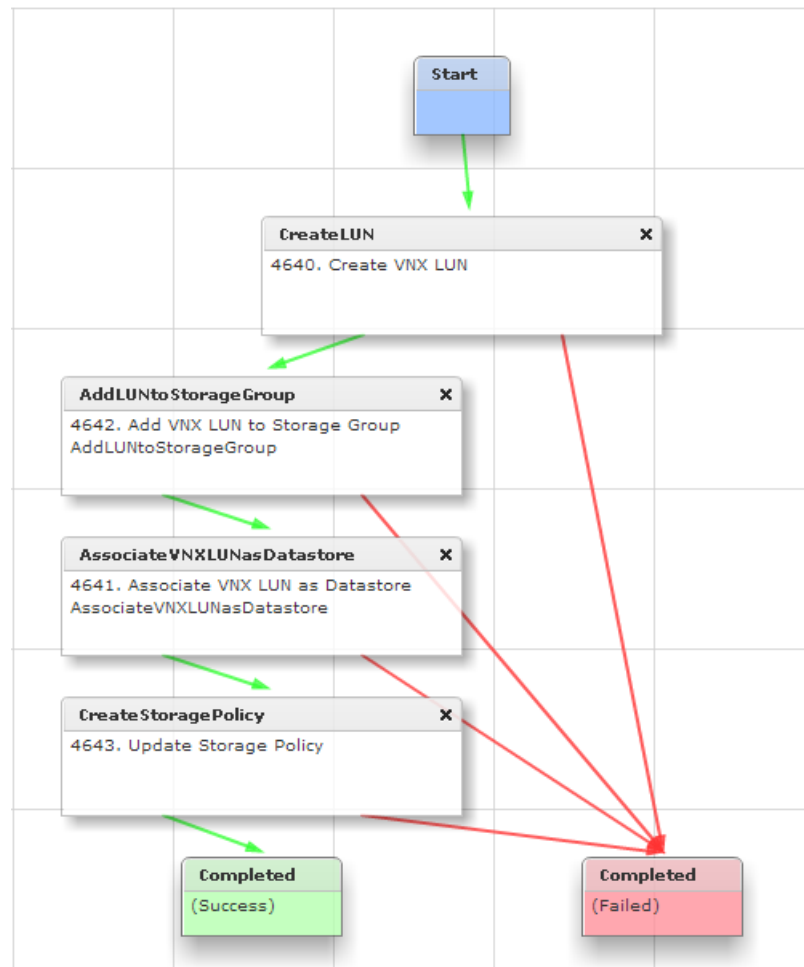 Start
CreateLUN
4640. Create VNX LUN
AddLUNtoStorageGroup
4642. Add VNX LUN to Storage Group
AddLUNtoStorageGroup
AssociateVNXLUNasDatastore
4641. Associate VNX LUN as Datastore
AssociateVNXLUNasDatastore
CreateStoragePolicy
4643. Update Storage Policy
Completed
(Success)
Completed
(Failed)